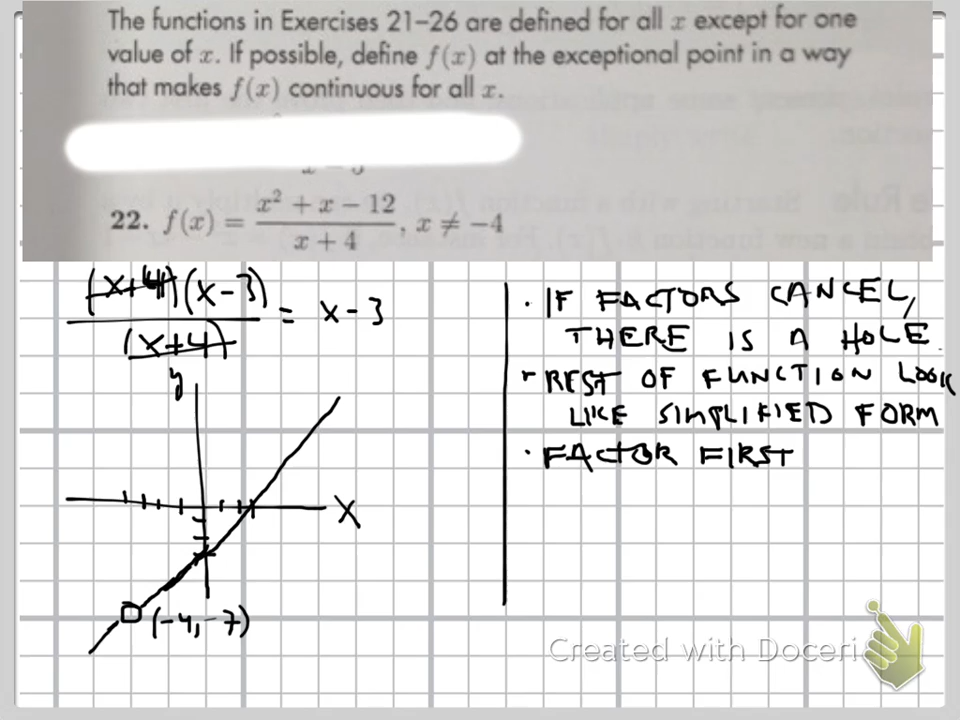 The functions in Exercises 21–26 are defined for all x except for one
value of x. If possible, define f(x) at the exceptional point in a way
that makes f(x) continuous for all x.
22. f(x) = (x² + x − 12)/(x + 4), x ≠ −4
(x+4)(x-3)/(x+4) = x-3
y
x
(-4,-7)
· IF FACTORS CANCEL,
THERE IS A HOLE.
· REST OF FUNCTION LOOK
LIKE SIMPLIFIED FORM
· FACTOR FIRST
Created with Doceri